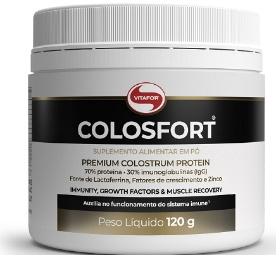 VITAFOR®
COLOSFORT®
SUPLEMENTO ALIMENTAR EM PÓ
PREMIUM COLOSTRUM PROTEIN
70% proteína - 30% imunoglobulinas (IgG)
Fonte de Lactoferrina, Fatores de crescimento e Zinco
IMMUNITY, GROWTH FACTORS & MUSCLE RECOVERY
Auxilia no funcionamento do sistema imune
Peso Líquido 120 g